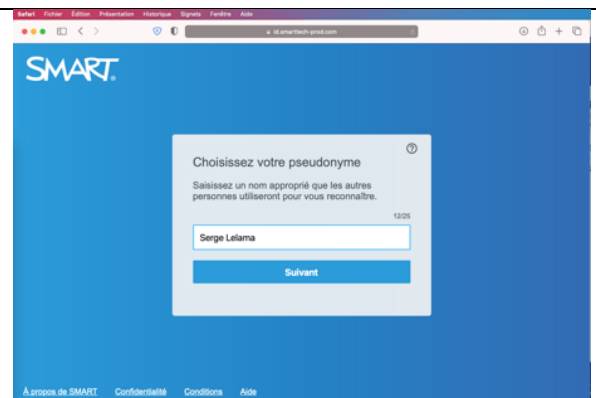 Safari Fichier Édition Présentation Historique Signets Fenêtre Aide
id.smarttech-prod.com
SMART.
Choisissez votre pseudonyme
Saisissez un nom approprié que les autres
personnes utiliseront pour vous reconnaître.
12/25
Serge Lelama
Suivant
À propos de SMART Confidentialité Conditions Aide